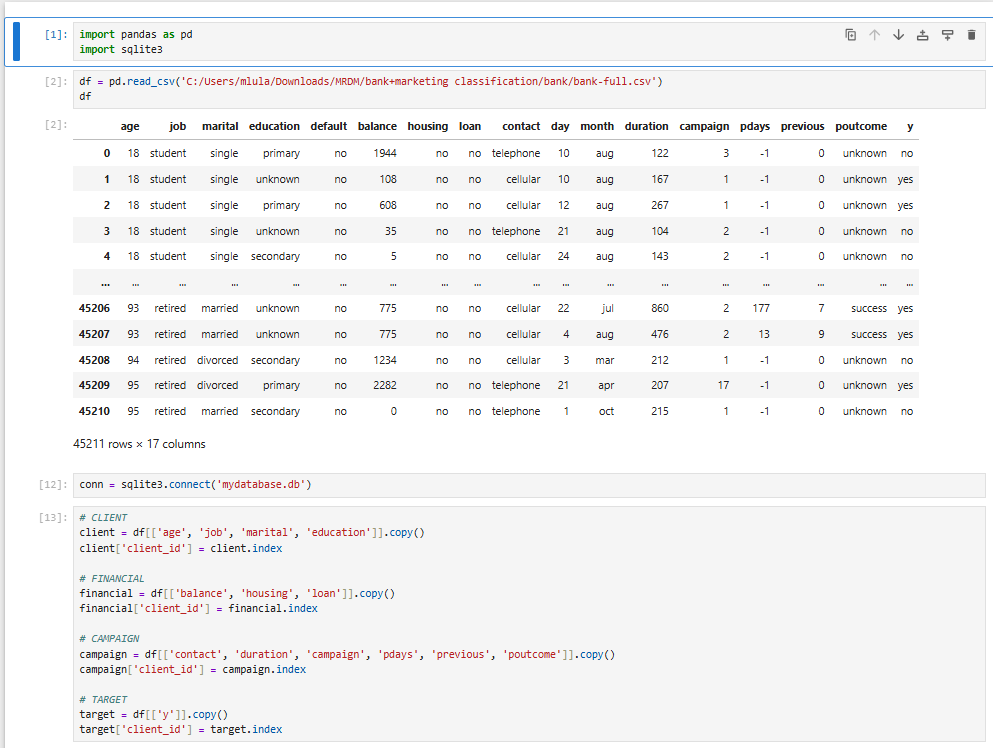 [1]: import pandas as pd
import sqlite3
[2]: df = pd.read_csv('C:/Users/mlula/Downloads/MRDM/bank+marketing classification/bank/bank-full.csv')
df
[2]: age job marital education default balance housing loan contact day month duration campaign pdays previous poutcome y
0 18 student single primary no 1944 no no telephone 10 aug 122 3 -1 0 unknown no
1 18 student single unknown no 108 no no cellular 10 aug 167 1 -1 0 unknown yes
2 18 student single primary no 608 no no cellular 12 aug 267 1 -1 0 unknown yes
3 18 student single unknown no 35 no no telephone 21 aug 104 2 -1 0 unknown no
4 18 student single secondary no 5 no no cellular 24 aug 143 2 -1 0 unknown no
... ... ... ... ... ... ... ... ... ... ... ... ... ... ... ... ... ...
45206 93 retired married unknown no 775 no no cellular 22 jul 860 2 177 7 success yes
45207 93 retired married unknown no 775 no no cellular 4 aug 476 2 13 9 success yes
45208 94 retired divorced secondary no 1234 no no cellular 3 mar 212 1 -1 0 unknown no
45209 95 retired divorced primary no 2282 no no telephone 21 apr 207 17 -1 0 unknown yes
45210 95 retired married secondary no 0 no no telephone 1 oct 215 1 -1 0 unknown no
45211 rows × 17 columns
[12]: conn = sqlite3.connect('mydatabase.db')
[13]: # CLIENT
client = df[['age', 'job', 'marital', 'education']].copy()
client['client_id'] = client.index
# FINANCIAL
financial = df[['balance', 'housing', 'loan']].copy()
financial['client_id'] = financial.index
# CAMPAIGN
campaign = df[['contact', 'duration', 'campaign', 'pdays', 'previous', 'poutcome']].copy()
campaign['client_id'] = campaign.index
# TARGET
target = df[['y']].copy()
target['client_id'] = target.index